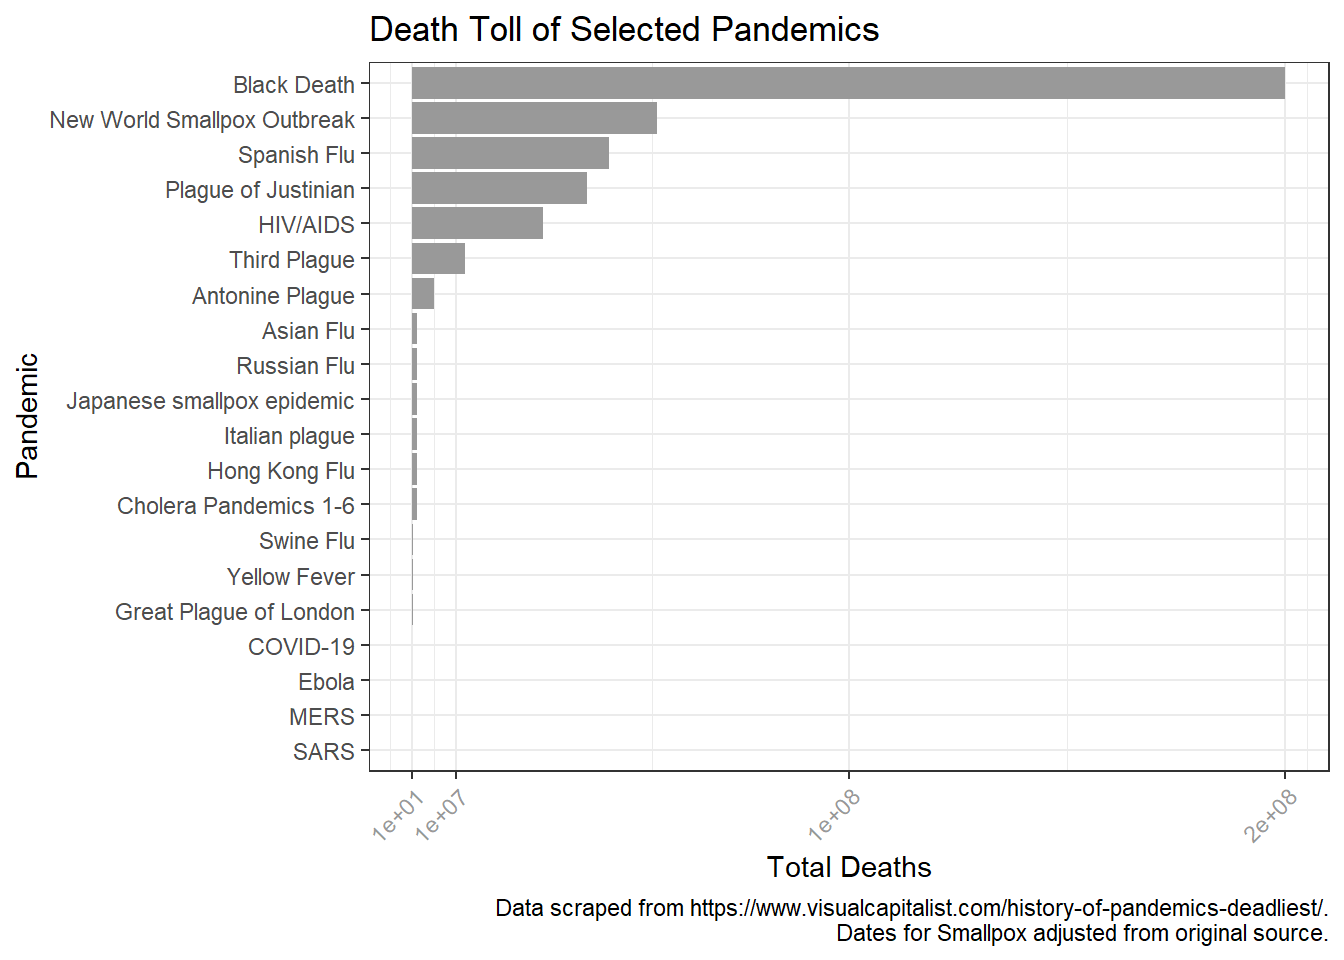 Death Toll of Selected Pandemics
Black Death
New World Smallpox Outbreak
Spanish Flu
Plague of Justinian
HIV/AIDS
Third Plague
Antonine Plague
Asian Flu
Russian Flu
Japanese smallpox epidemic
Italian plague
Hong Kong Flu
Cholera Pandemics 1-6
Swine Flu
Yellow Fever
Great Plague of London
COVID-19
Ebola
MERS
SARS
Pandemic
1e+01
1e+07
1e+08
2e+08
Total Deaths
Data scraped from https://www.visualcapitalist.com/history-of-pandemics-deadliest/.
Dates for Smallpox adjusted from original source.